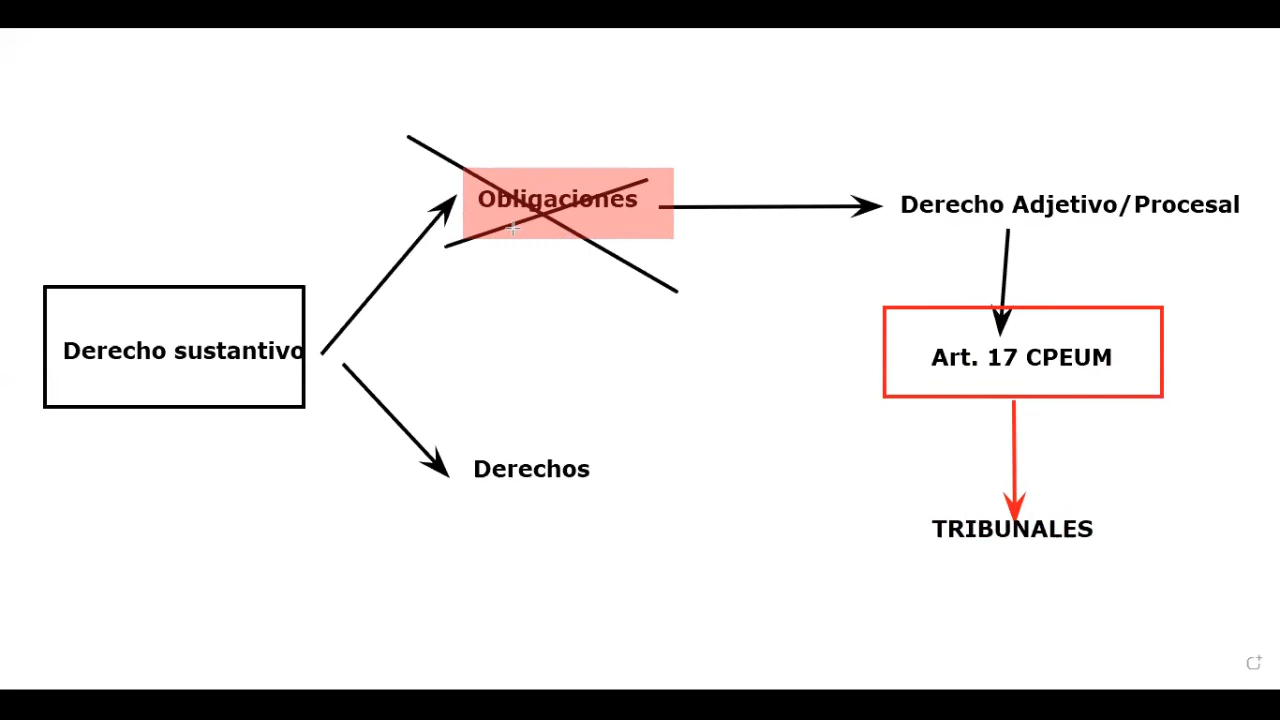 Obligaciones
Derecho Adjetivo/Procesal
Derecho sustantivo
Art. 17 CPEUM
Derechos
TRIBUNALES